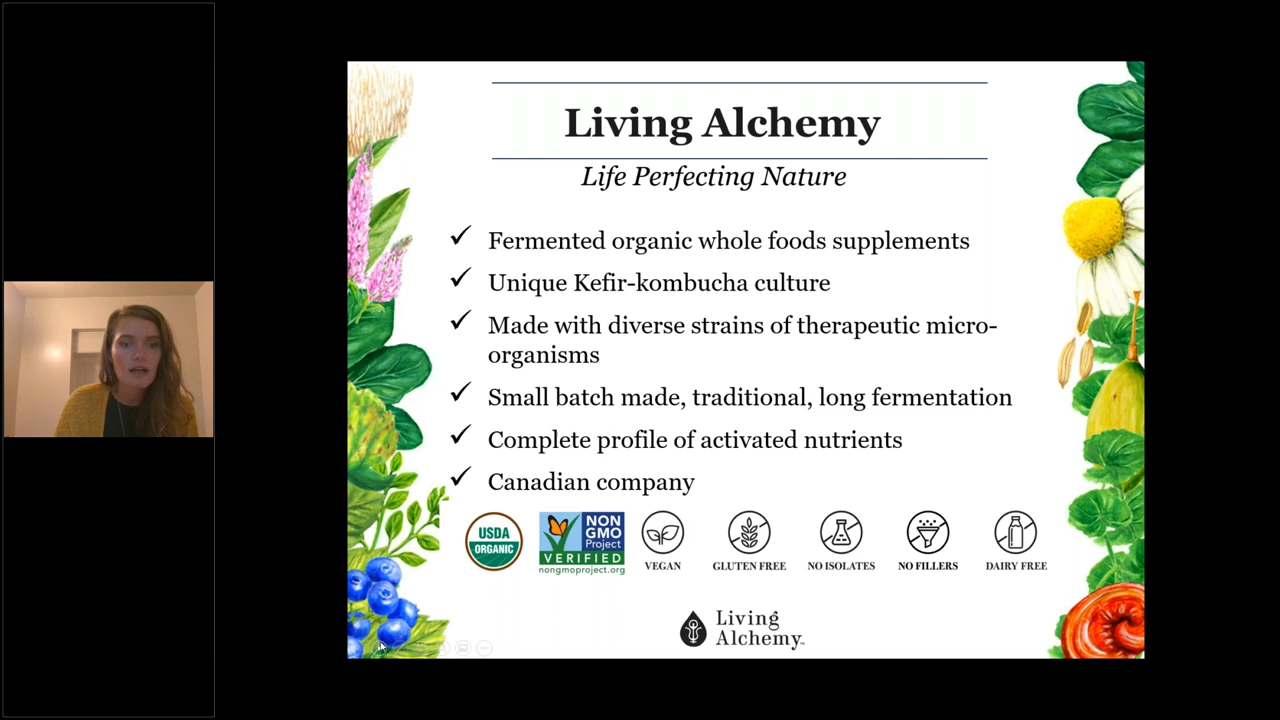 Living Alchemy
Life Perfecting Nature
✓ Fermented organic whole foods supplements
✓ Unique Kefir-kombucha culture
✓ Made with diverse strains of therapeutic micro-
organisms
✓ Small batch made, traditional, long fermentation
✓ Complete profile of activated nutrients
✓ Canadian company
USDA
ORGANIC
NON
GMO
Project
VERIFIED
nongmoproject.org
VEGAN
GLUTEN FREE
NO ISOLATES
NO FILLERS
DAIRY FREE
Living
Alchemy™